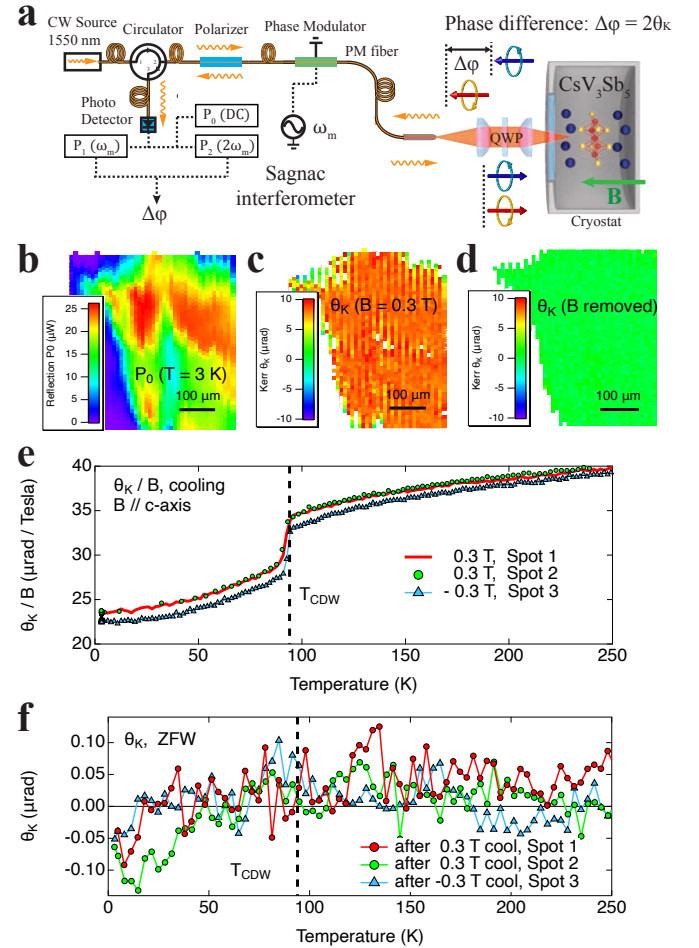 a
CW Source
1550 nm
Circulator
Polarizer
Phase Modulator
PM fiber
Phase difference: Δφ = 2θK
Δφ
CsV3Sb5
1 2 3
Photo
Detector
P0 (DC)
P1 (ωm)
P2 (2ωm)
ωm
Δφ
Sagnac
interferometer
QWP
B
Cryostat
b
Reflection P0 (μW)
25
20
15
10
5
0
P0 (T = 3 K)
100 μm
c
Kerr θK (μrad)
10
5
0
-5
-10
θK (B = 0.3 T)
100 μm
d
Kerr θK (μrad)
10
5
0
-5
-10
θK (B removed)
100 μm
e
θK / B (μrad / Tesla)
40
35
30
25
20
θK / B, cooling
B // c-axis
TCDW
0.3 T, Spot 1
0.3 T, Spot 2
- 0.3 T, Spot 3
0 50 100 150 200 250
Temperature (K)
f
θK (μrad)
0.10
0.05
0.00
-0.05
-0.10
θK, ZFW
TCDW
after 0.3 T cool, Spot 1
after 0.3 T cool, Spot 2
after -0.3 T cool, Spot 3
0 50 100 150 200 250
Temperature (K)